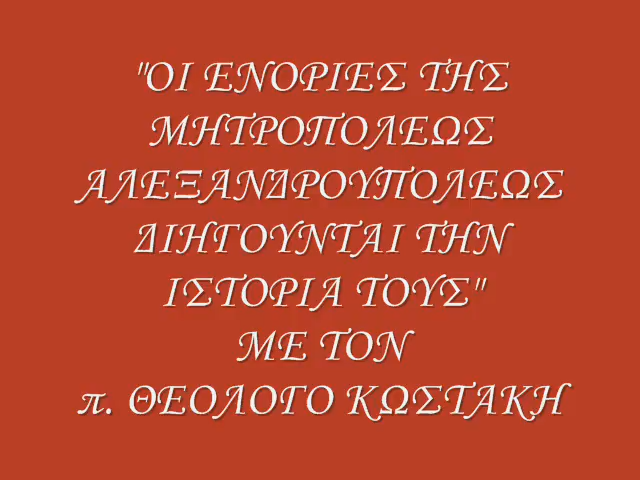 "ΟΙ ΕΝΟΡΙΕΣ ΤΗΣ
ΜΗΤΡΟΠΟΛΕΩΣ
ΑΛΕΞΑΝΔΡΟΥΠΟΛΕΩΣ
ΔΙΗΓΟΥΝΤΑΙ ΤΗΝ
ΙΣΤΟΡΙΑ ΤΟΥΣ"
ΜΕ ΤΟΝ
π. ΘΕΟΛΟΓΟ ΚΩΣΤΑΚΗ